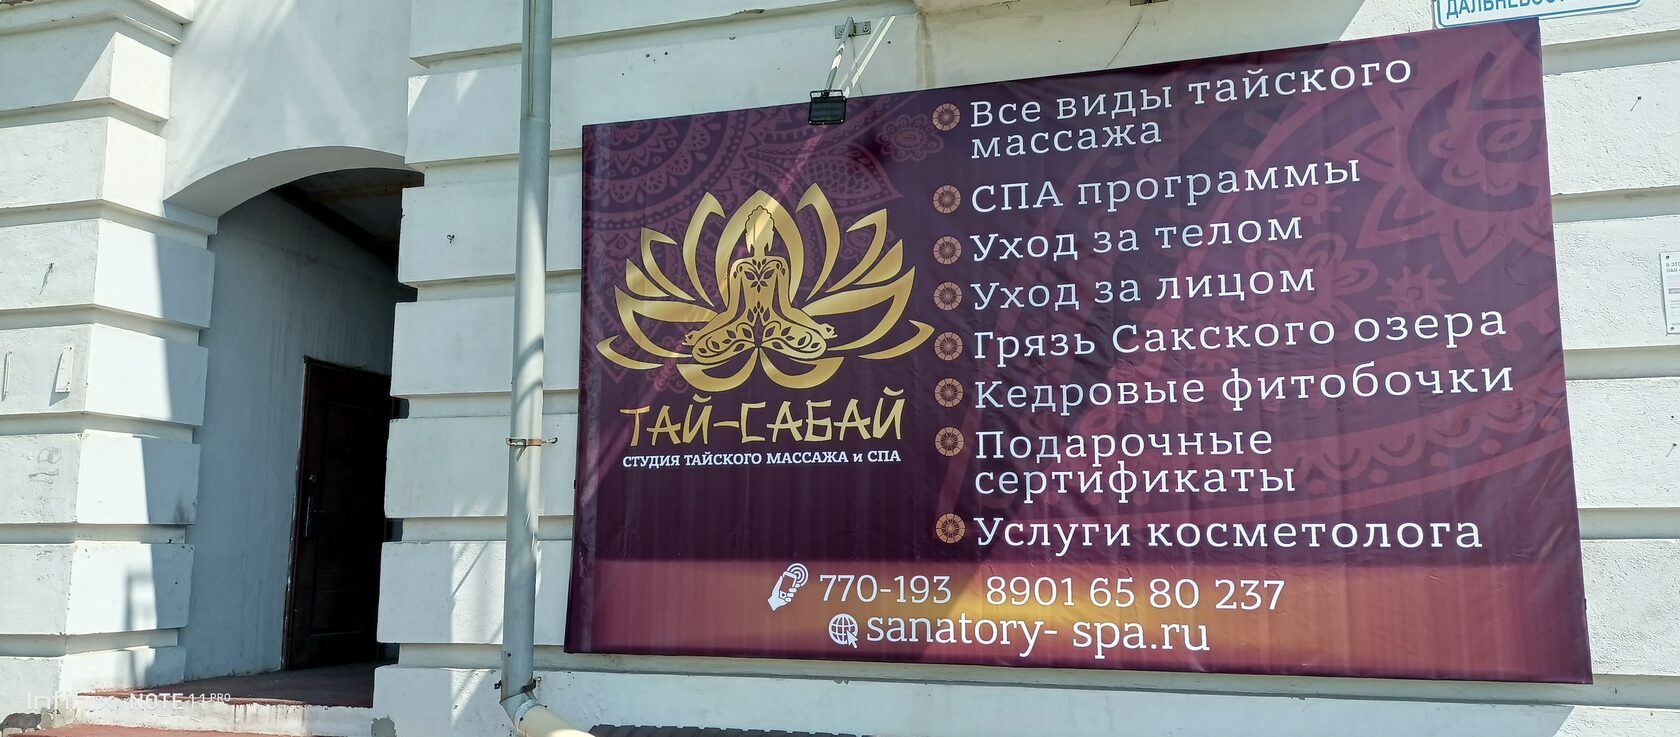 Все виды тайского
массажа
СПА программы
Уход за телом
Уход за лицом
Грязь Сакского озера
Кедровые фитобочки
Подарочные
сертификаты
Услуги косметолога
ТАЙ-САБАЙ
СТУДИЯ ТАЙСКОГО МАССАЖА и СПА
770-193 8901 65 80 237
sanatory- spa.ru
Infinix NOTE 11 PRO